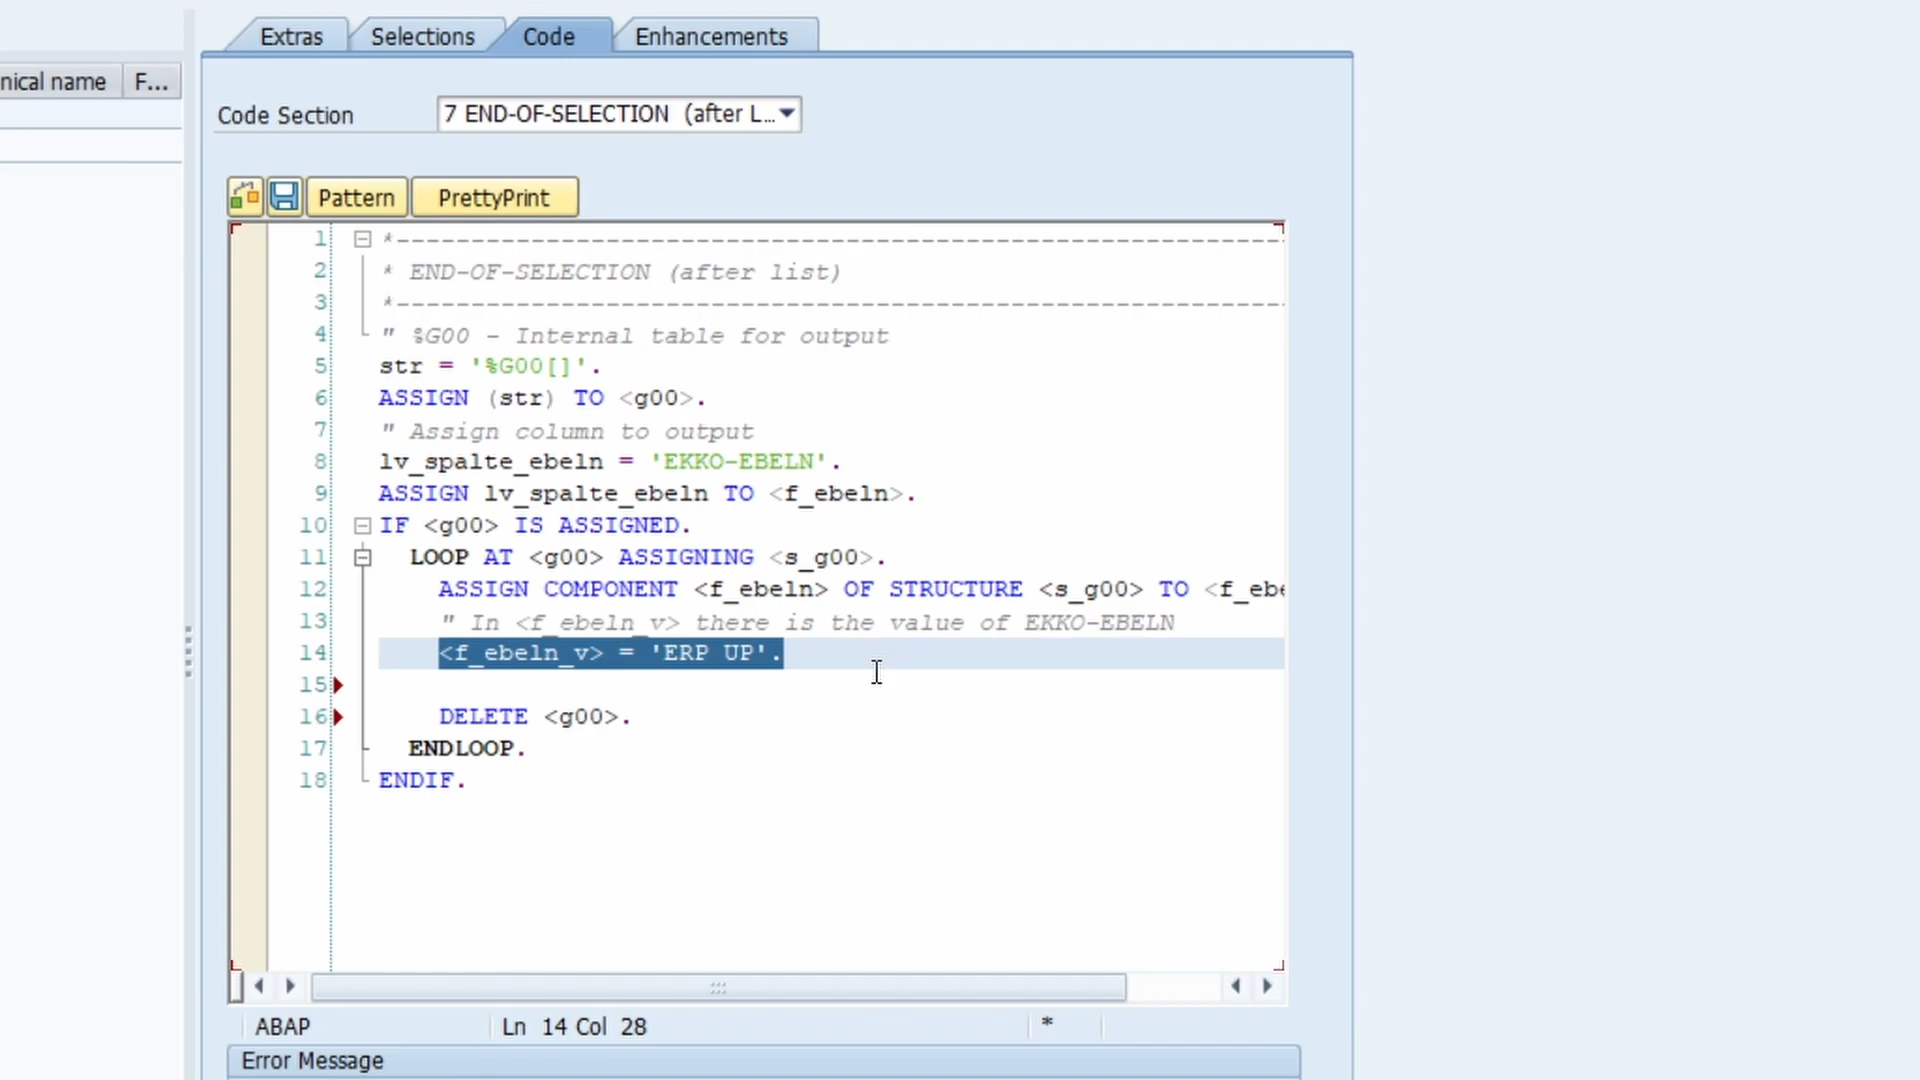 Extras Selections Code Enhancements
nical name F...
Code Section 7 END-OF-SELECTION (after L...
Pattern PrettyPrint
1 *------------------------------------------------------------
2 * END-OF-SELECTION (after list)
3 *------------------------------------------------------------
4 " %G00 - Internal table for output
5 str = '%G00[]'.
6 ASSIGN (str) TO <g00>.
7 " Assign column to output
8 lv_spalte_ebeln = 'EKKO-EBELN'.
9 ASSIGN lv_spalte_ebeln TO <f_ebeln>.
10 IF <g00> IS ASSIGNED.
11 LOOP AT <g00> ASSIGNING <s_g00>.
12 ASSIGN COMPONENT <f_ebeln> OF STRUCTURE <s_g00> TO <f_ebe
13 " In <f_ebeln_v> there is the value of EKKO-EBELN
14 <f_ebeln_v> = 'ERP UP'.
15
16 DELETE <g00>.
17 ENDLOOP.
18 ENDIF.
ABAP Ln 14 Col 28 *
Error Message